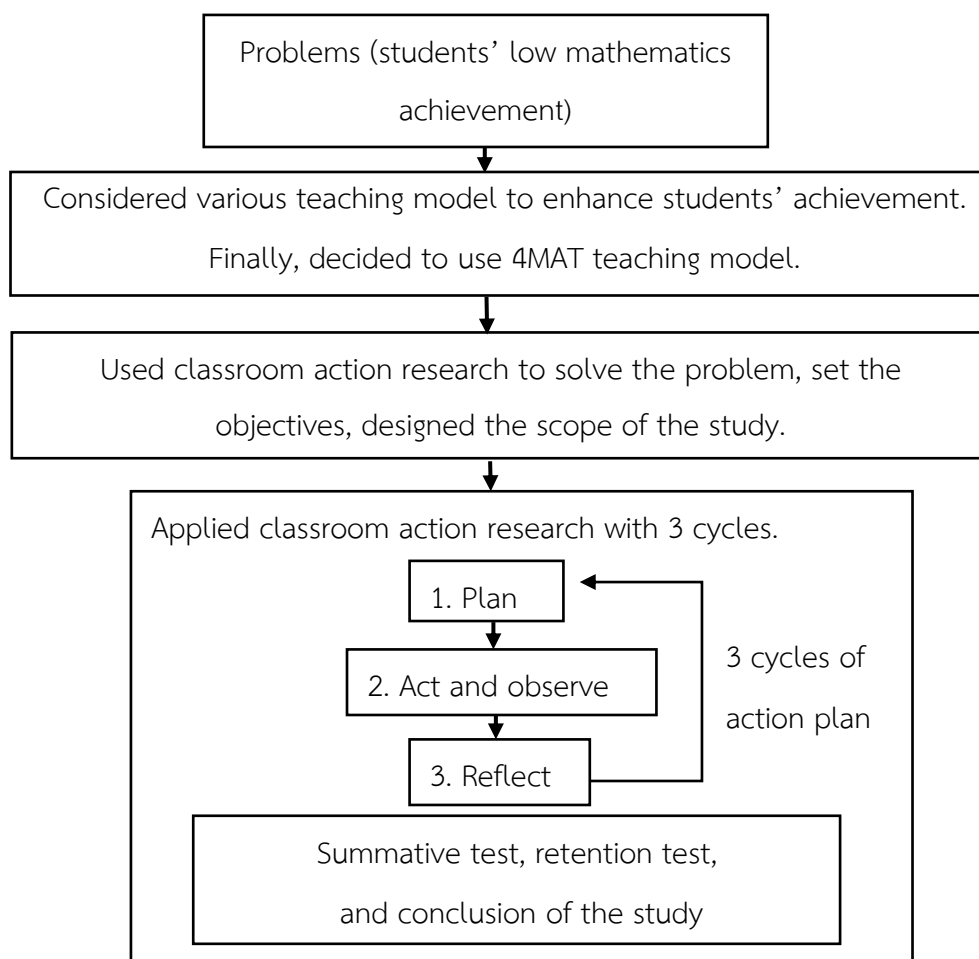 Problems (students’ low mathematics
achievement)
Considered various teaching model to enhance students’ achievement.
Finally, decided to use 4MAT teaching model.
Used classroom action research to solve the problem, set the
objectives, designed the scope of the study.
Applied classroom action research with 3 cycles.
1. Plan
2. Act and observe
3. Reflect
3 cycles of
action plan
Summative test, retention test,
and conclusion of the study